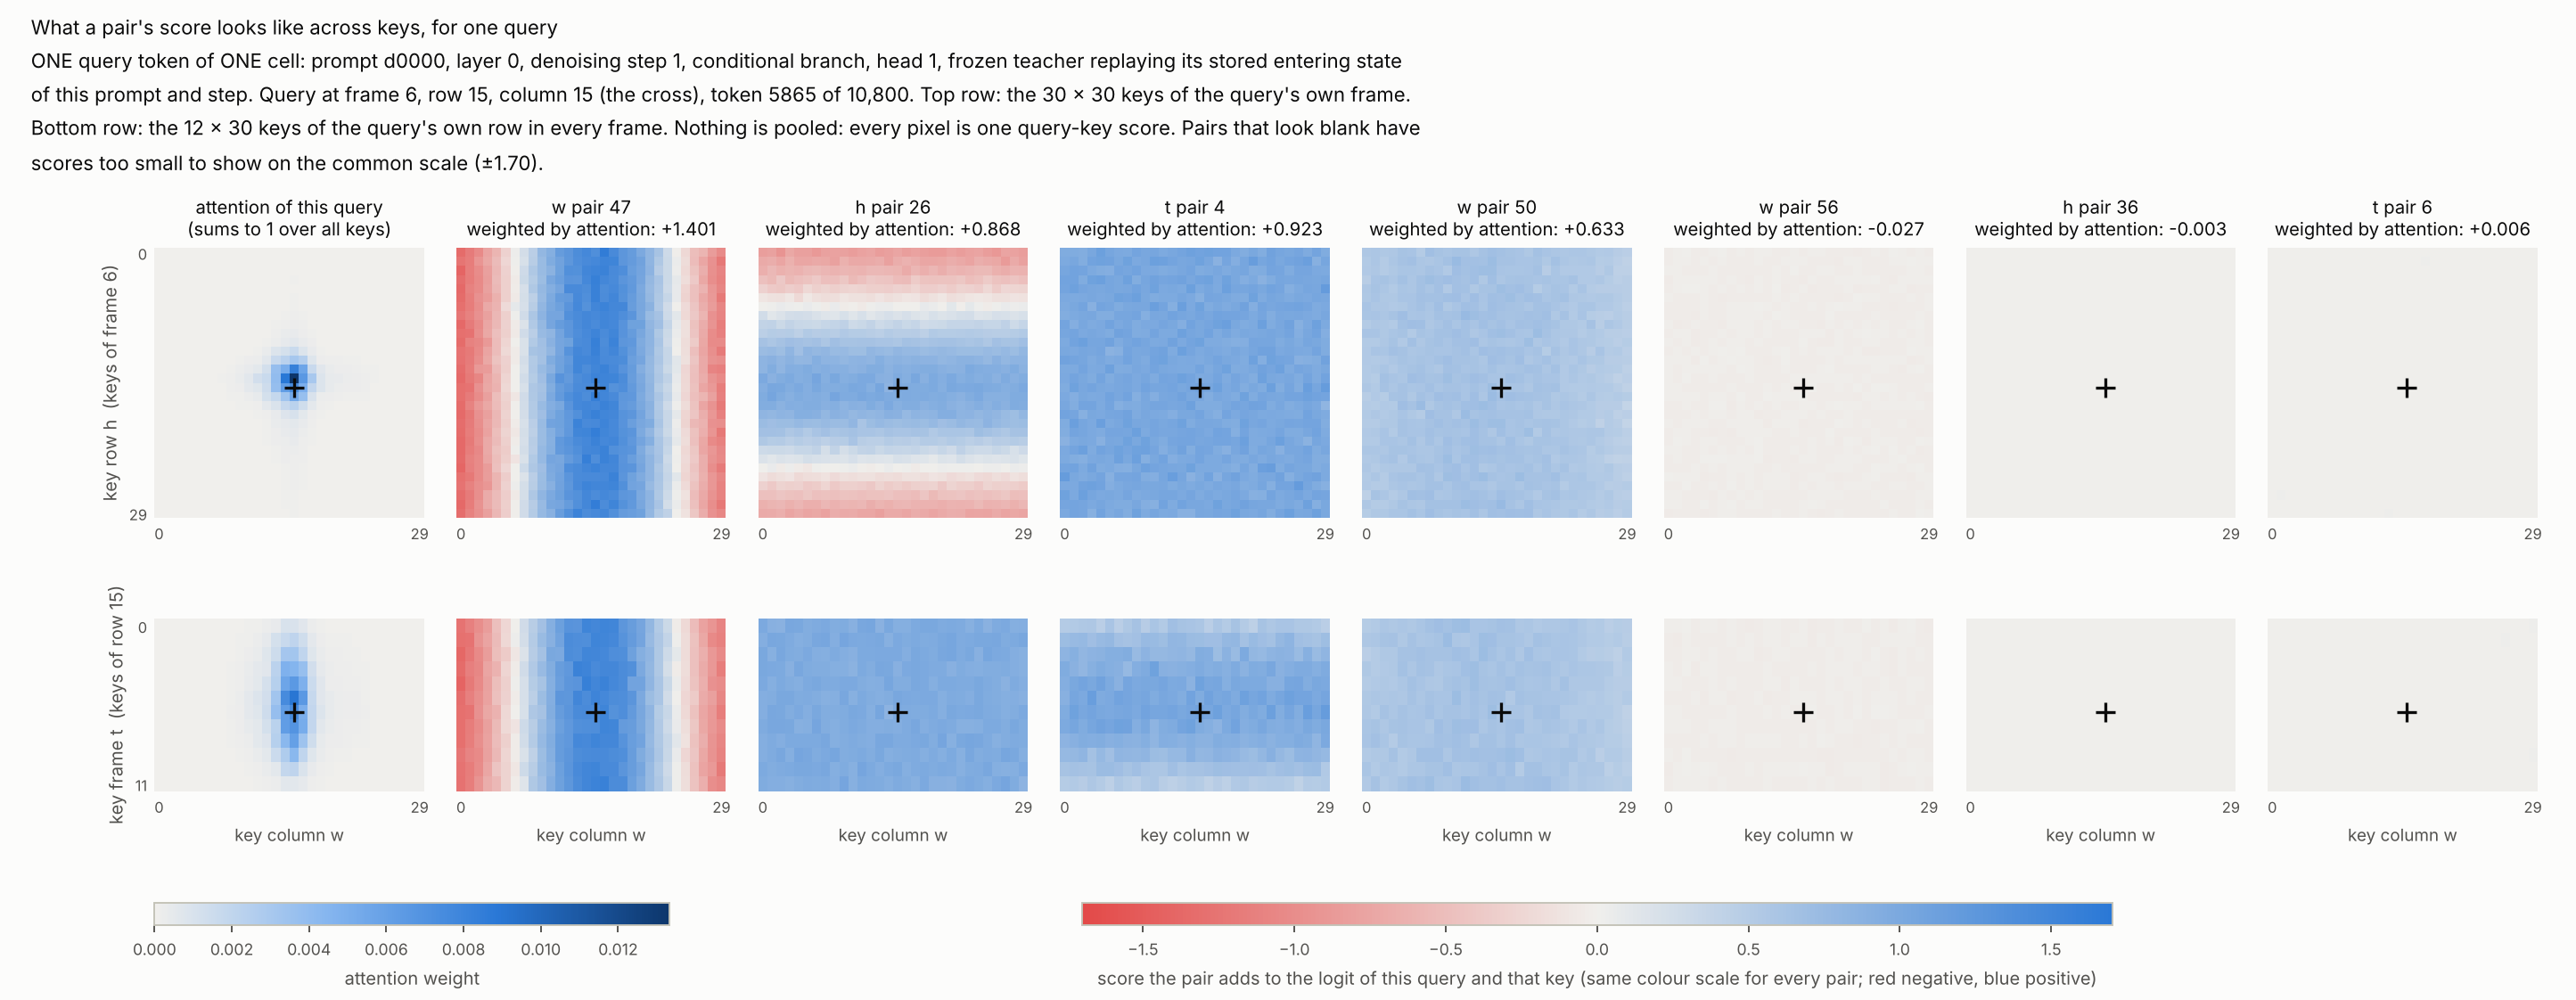 What a pair's score looks like across keys, for one query
ONE query token of ONE cell: prompt d0000, layer 0, denoising step 1, conditional branch, head 1, frozen teacher replaying its stored entering state
of this prompt and step. Query at frame 6, row 15, column 15 (the cross), token 5865 of 10,800. Top row: the 30 × 30 keys of the query's own frame.
Bottom row: the 12 × 30 keys of the query's own row in every frame. Nothing is pooled: every pixel is one query-key score. Pairs that look blank have
scores too small to show on the common scale (±1.70).
attention of this query
(sums to 1 over all keys)
w pair 47
weighted by attention: +1.401
h pair 26
weighted by attention: +0.868
t pair 4
weighted by attention: +0.923
w pair 50
weighted by attention: +0.633
w pair 56
weighted by attention: -0.027
h pair 36
weighted by attention: -0.003
t pair 6
weighted by attention: +0.006
key row h (keys of frame 6)
0
29
0 29 0 29 0 29 0 29 0 29 0 29 0 29 0 29
key frame t (keys of row 15)
0
11
0 29 0 29 0 29 0 29 0 29 0 29 0 29 0 29
key column w key column w key column w key column w key column w key column w key column w key column w
0.000 0.002 0.004 0.006 0.008 0.010 0.012
attention weight
−1.5 −1.0 −0.5 0.0 0.5 1.0 1.5
score the pair adds to the logit of this query and that key (same colour scale for every pair; red negative, blue positive)